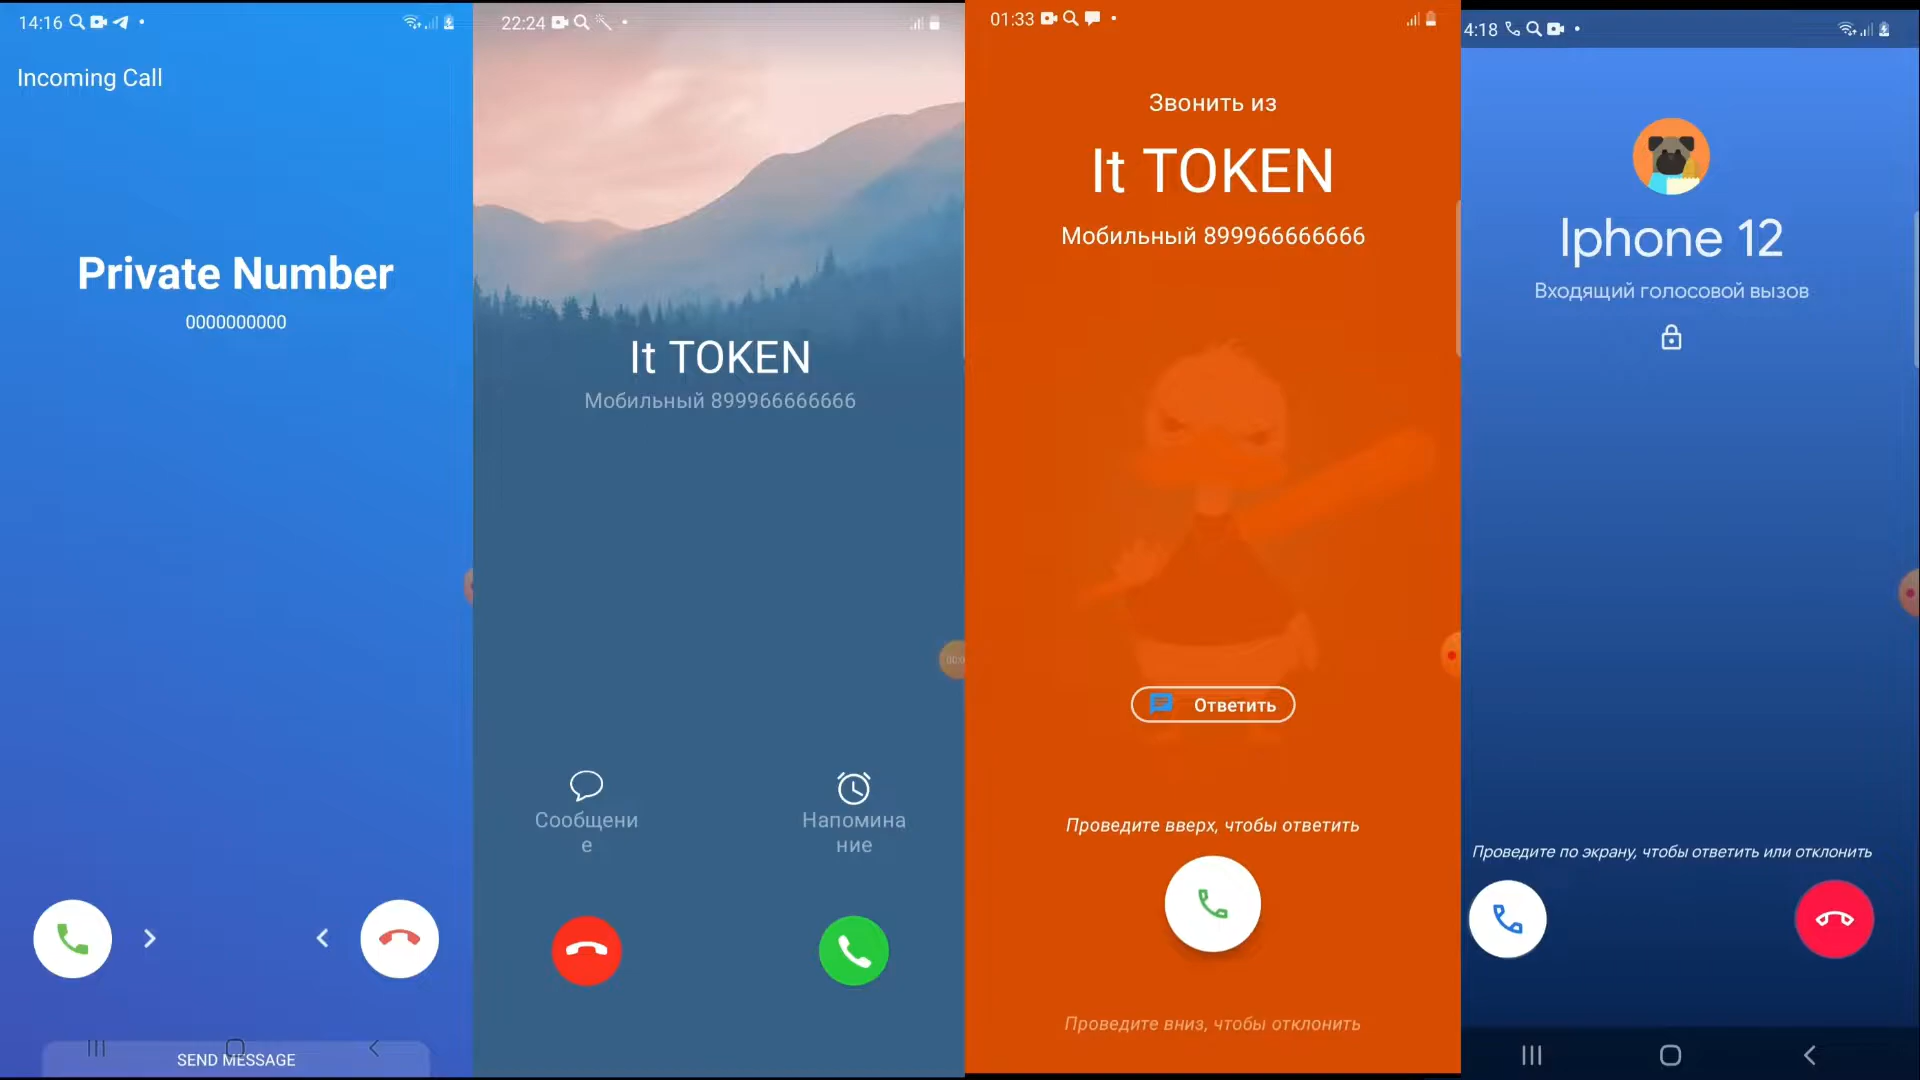 14:16
Incoming Call
Private Number
0000000000
SEND MESSAGE
22:24
It TOKEN
Мобильный 899966666666
Сообщени
е
Напомина
ние
01:33
Звонить из
It TOKEN
Мобильный 899966666666
Ответить
Проведите вверх, чтобы ответить
Проведите вниз, чтобы отклонить
4:18
Iphone 12
Входящий голосовой вызов
Проведите по экрану, чтобы ответить или отклонить